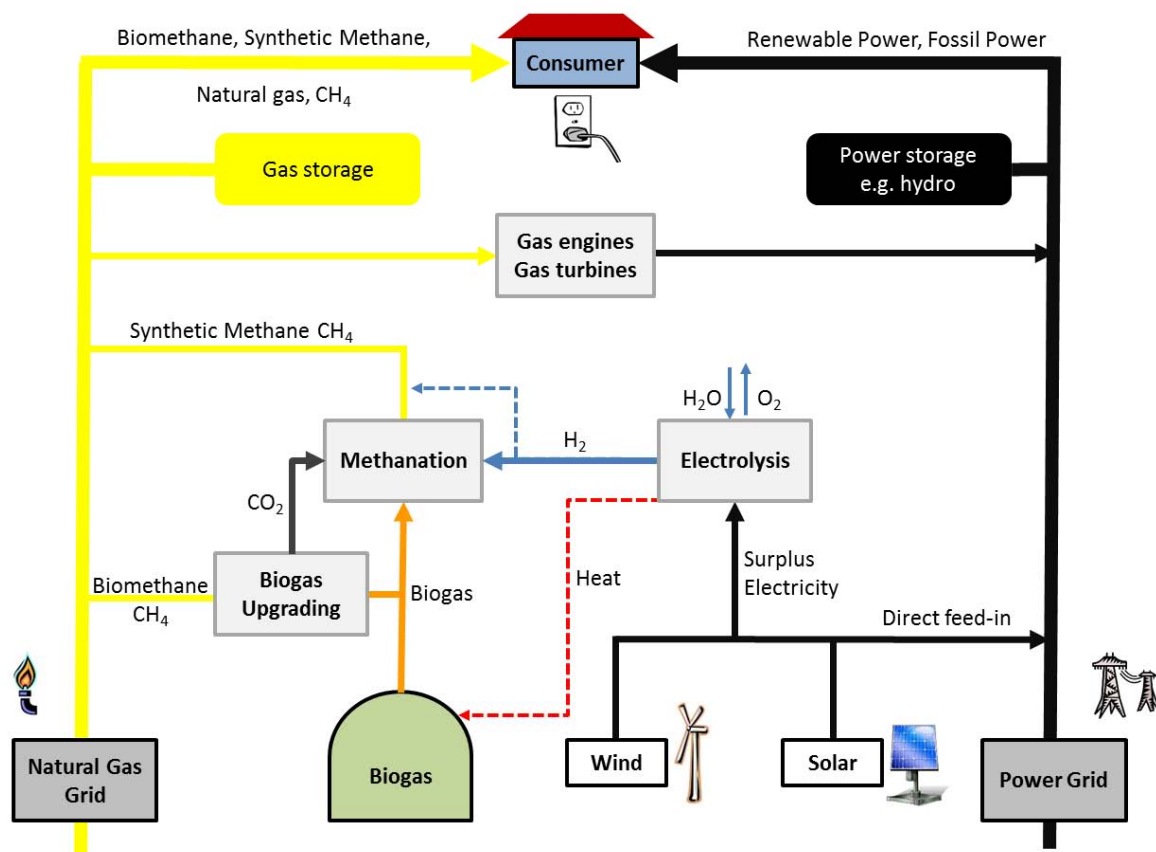 Biomethane, Synthetic Methane,
Natural gas, CH₄
Consumer
Renewable Power, Fossil Power
Gas storage
Power storage
e.g. hydro
Gas engines
Gas turbines
Synthetic Methane CH₄
H₂O
O₂
Methanation
H₂
Electrolysis
CO₂
Biomethane
CH₄
Biogas
Upgrading
Biogas
Heat
Surplus
Electricity
Direct feed-in
Natural Gas
Grid
Biogas
Wind
Solar
Power Grid